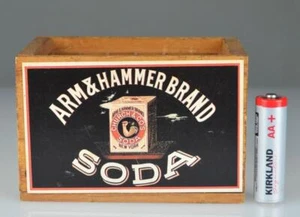 ARM & HAMMER BRAND
SODA
KIRKLAND
AA +